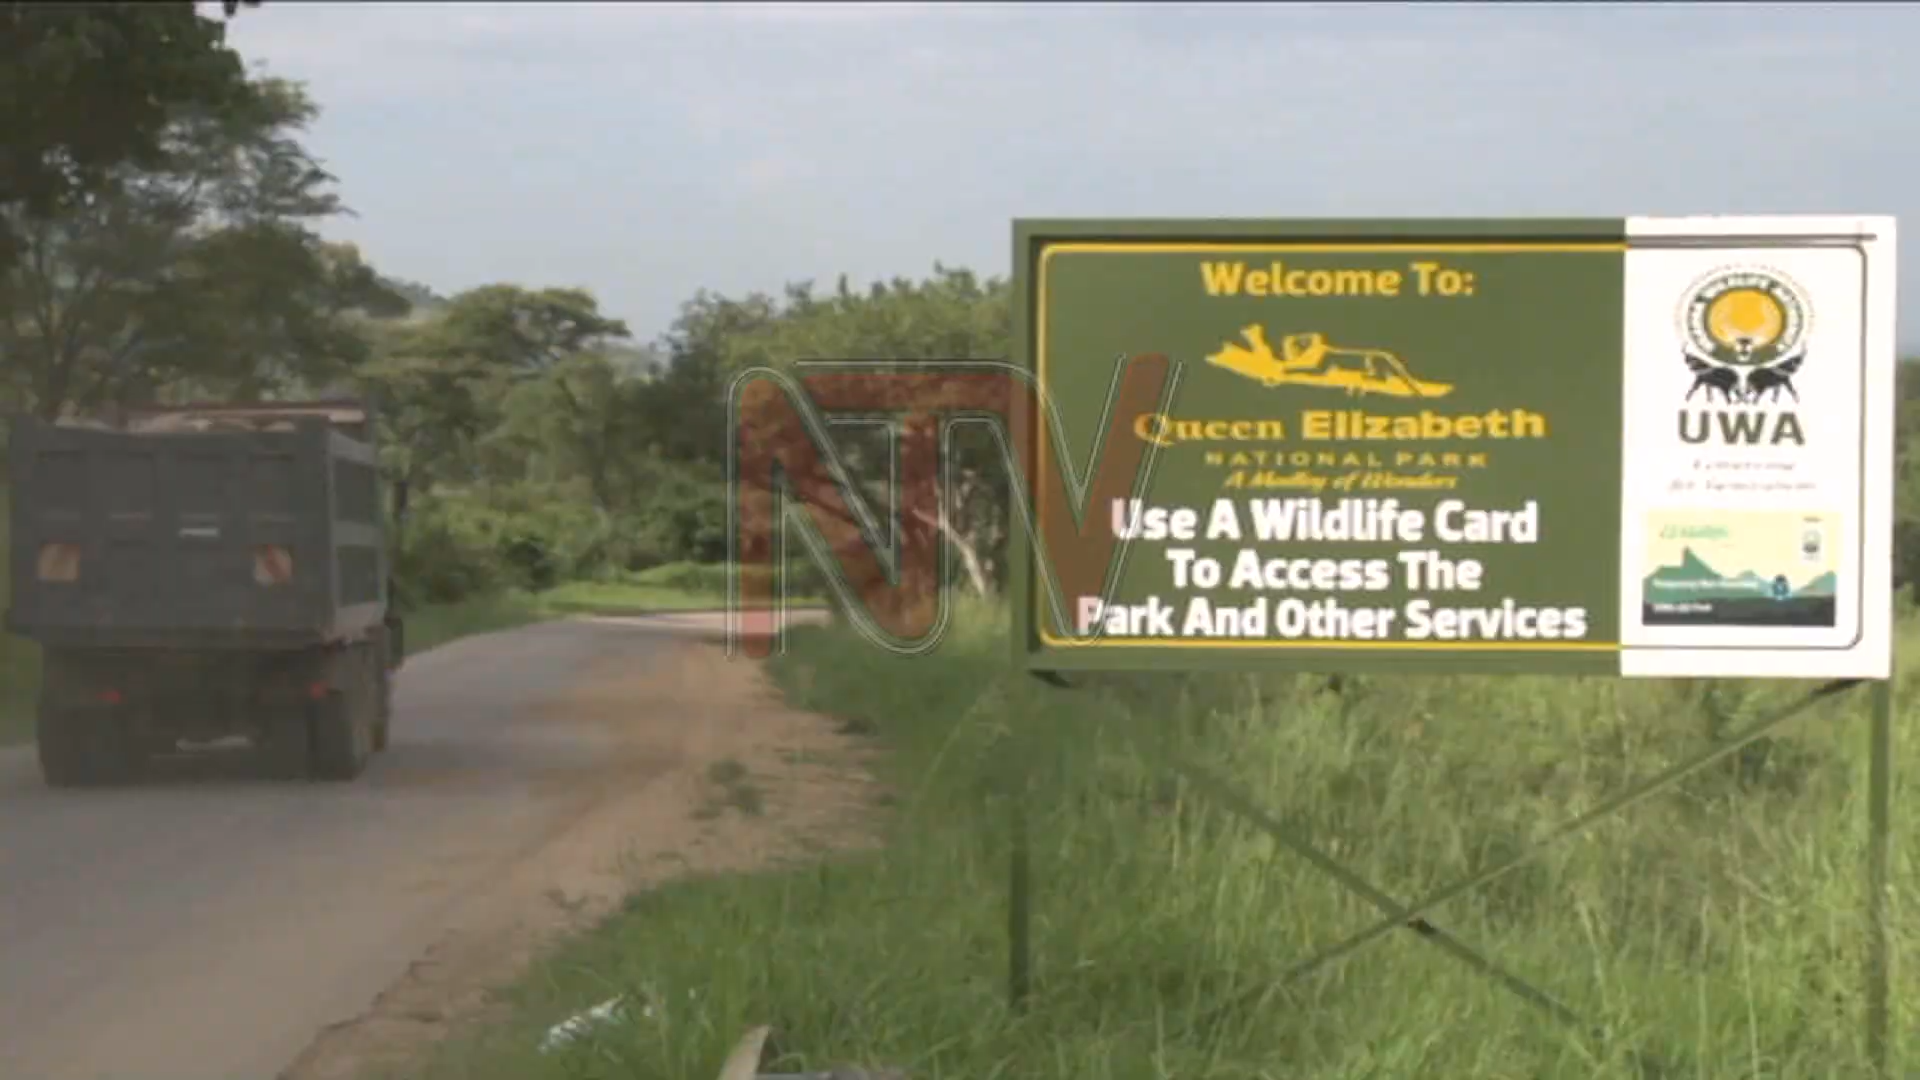 Welcome To:
Queen Elizabeth
NATIONAL PARK
A Medley of Wonders
Use A Wildlife Card
To Access The
Park And Other Services
UWA
NTV